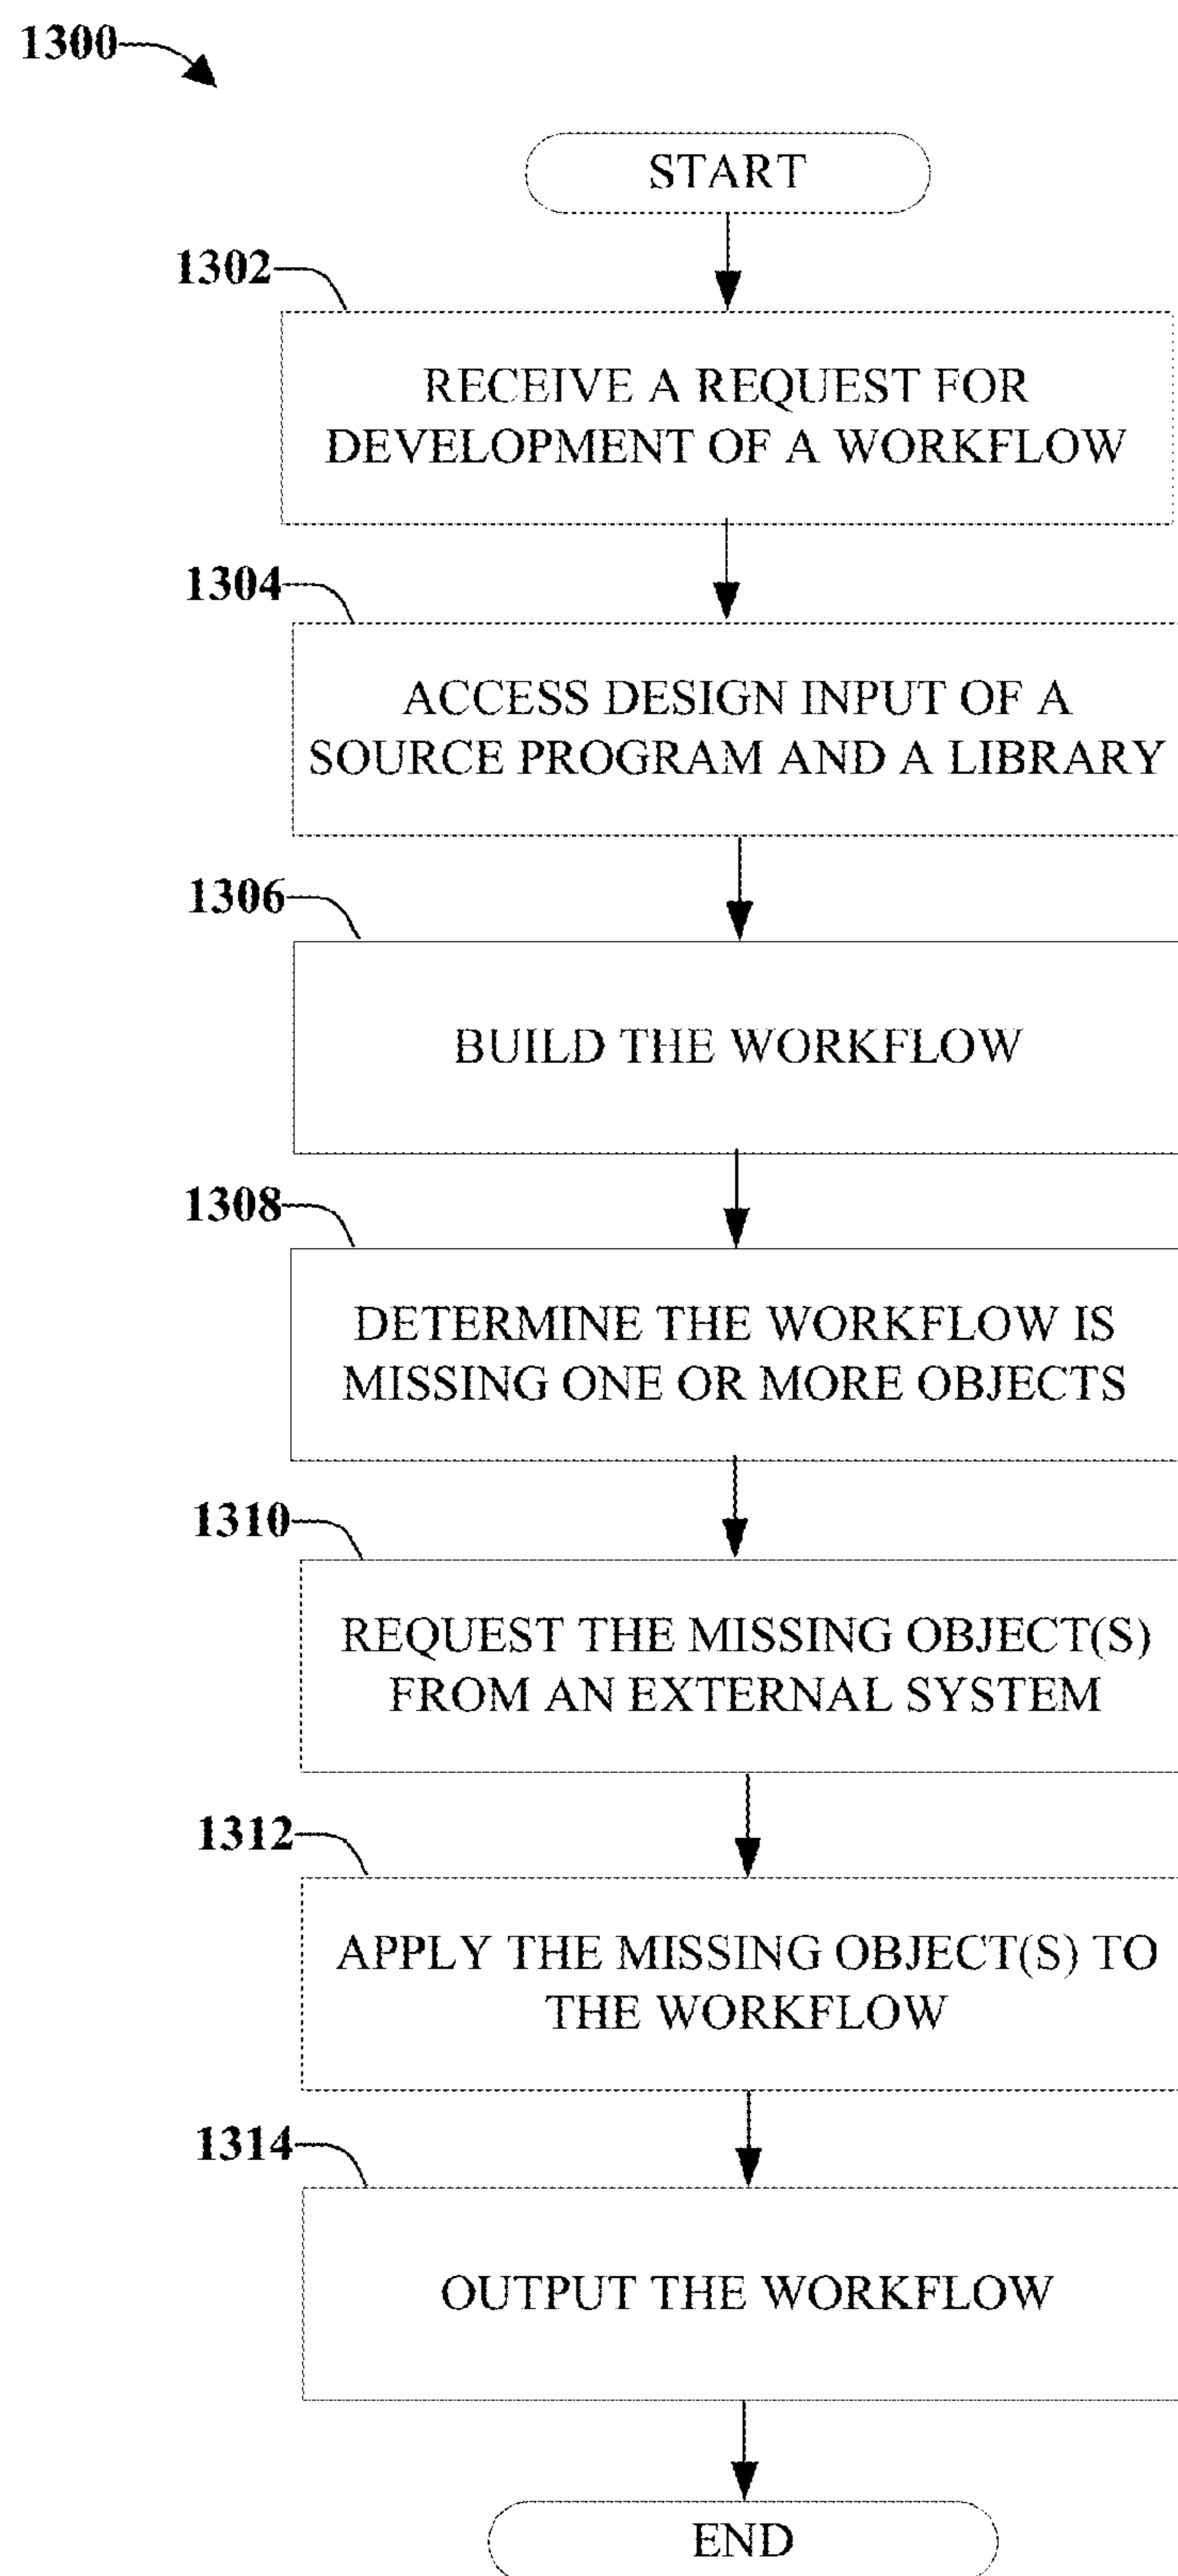 1300
START
1302
RECEIVE A REQUEST FOR
DEVELOPMENT OF A WORKFLOW
1304
ACCESS DESIGN INPUT OF A
SOURCE PROGRAM AND A LIBRARY
1306
BUILD THE WORKFLOW
1308
DETERMINE THE WORKFLOW IS
MISSING ONE OR MORE OBJECTS
1310
REQUEST THE MISSING OBJECT(S)
FROM AN EXTERNAL SYSTEM
1312
APPLY THE MISSING OBJECT(S) TO
THE WORKFLOW
1314
OUTPUT THE WORKFLOW
END